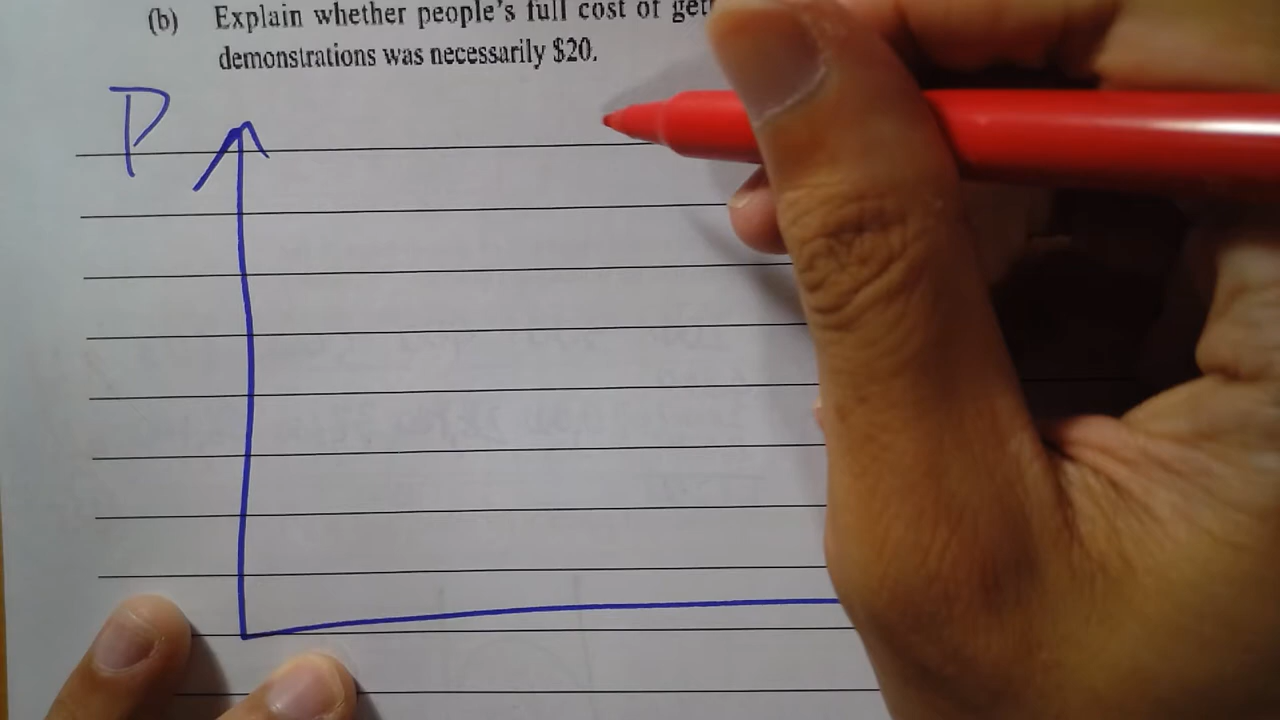 (b) Explain whether people's full cost of
demonstrations was necessarily $20.
P